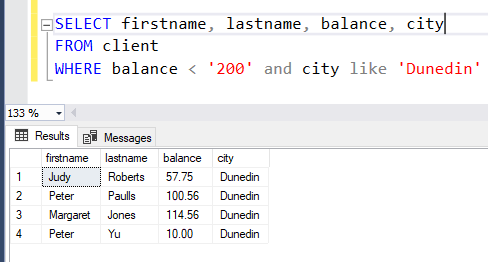 SELECT firstname, lastname, balance, city
FROM client
WHERE balance < '200' and city like 'Dunedin'
133 %
Results Messages
firstname lastname balance city
1 Judy Roberts 57.75 Dunedin
2 Peter Paulls 100.56 Dunedin
3 Margaret Jones 114.56 Dunedin
4 Peter Yu 10.00 Dunedin